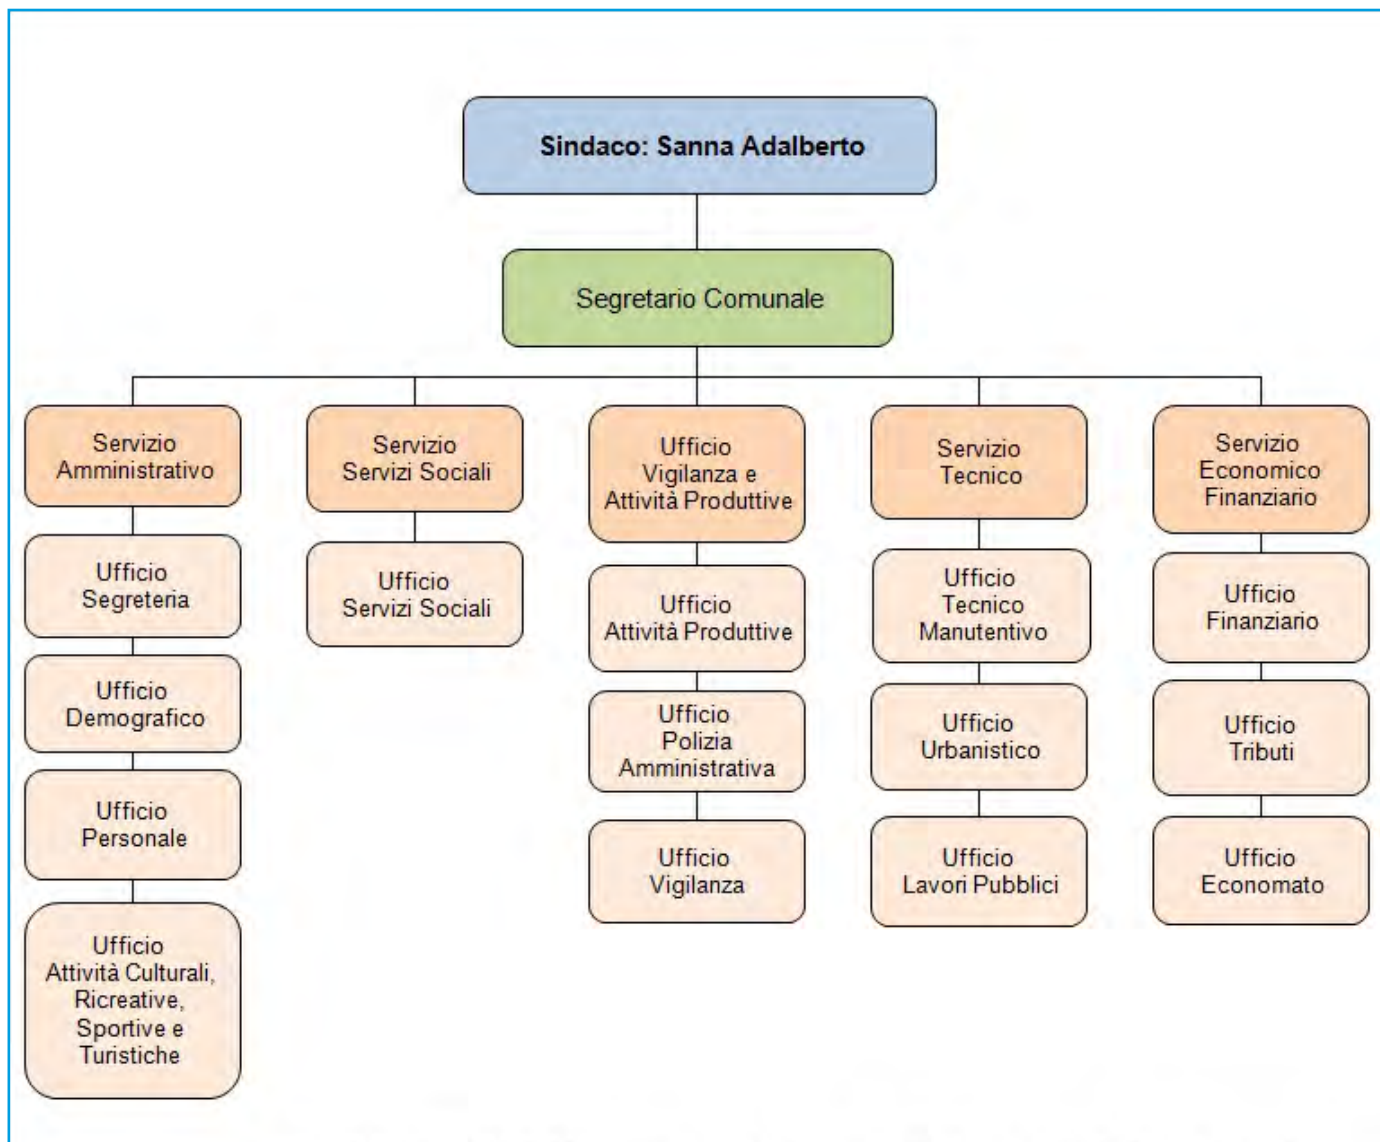 Sindaco: Sanna Adalberto
Segretario Comunale
Servizio
Amministrativo
Servizio
Servizi Sociali
Ufficio
Vigilanza e
Attività Produttive
Servizio
Tecnico
Servizio
Economico
Finanziario
Ufficio
Segreteria
Ufficio
Demografico
Ufficio
Personale
Ufficio
Attività Culturali,
Ricreative,
Sportive e
Turistiche
Ufficio
Servizi Sociali
Ufficio
Attività Produttive
Ufficio
Polizia
Amministrativa
Ufficio
Vigilanza
Ufficio
Tecnico
Manutentivo
Ufficio
Urbanistico
Ufficio
Lavori Pubblici
Ufficio
Finanziario
Ufficio
Tributi
Ufficio
Economato